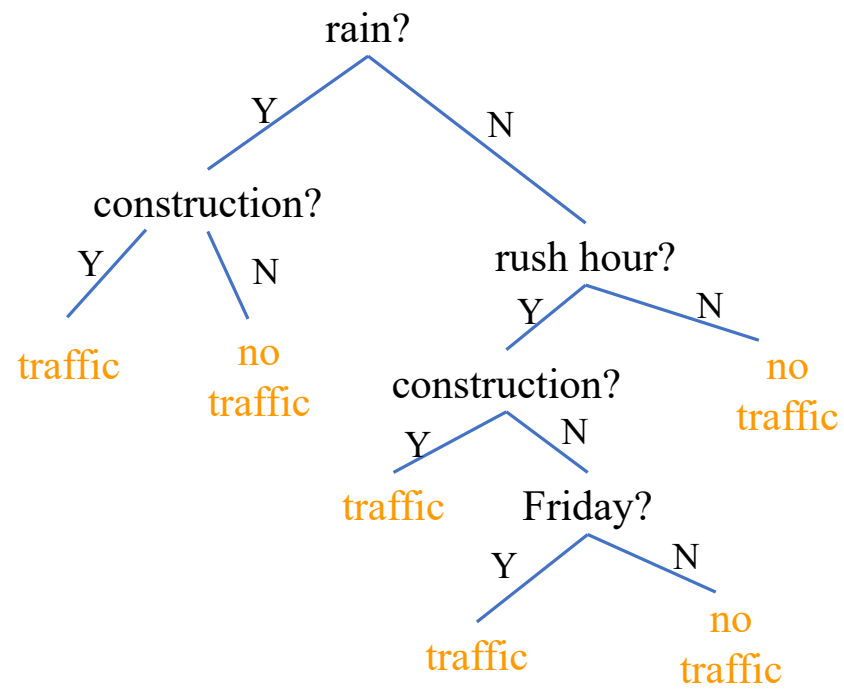 rain?
Y
N
construction?
Y
N
traffic
no
traffic
rush hour?
Y
N
construction?
no
traffic
Y
N
traffic
Friday?
Y
N
traffic
no
traffic